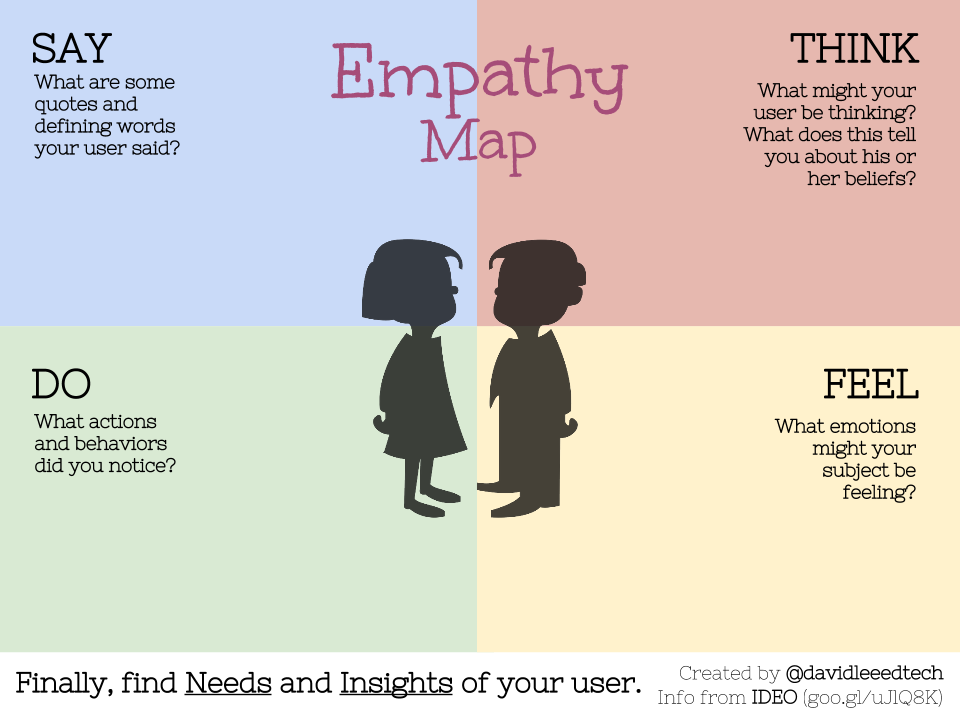 Empathy
Map
SAY
What are some
quotes and
defining words
your user said?
THINK
What might your
user be thinking?
What does this tell
you about his or
her beliefs?
DO
What actions
and behaviors
did you notice?
FEEL
What emotions
might your
subject be
feeling?
Finally, find Needs and Insights of your user.
Created by @davidleeedtech
Info from IDEO (goo.gl/uJlQ8K)